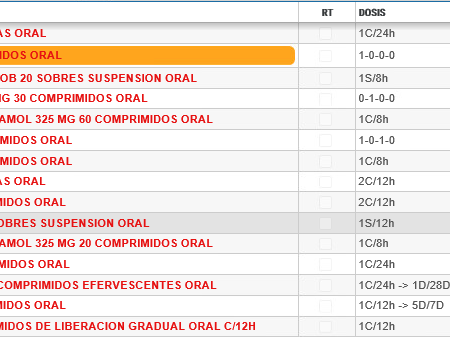 RT DOSIS
AS ORAL 1C/24h
IDOS ORAL 1-0-0-0
OB 20 SOBRES SUSPENSION ORAL 1S/8h
MG 30 COMPRIMIDOS ORAL 0-1-0-0
AMOL 325 MG 60 COMPRIMIDOS ORAL 1C/8h
MIDOS ORAL 1-0-1-0
MIDOS ORAL 1C/8h
AS ORAL 2C/12h
MIDOS ORAL 2C/12h
OBRES SUSPENSION ORAL 1S/12h
AMOL 325 MG 20 COMPRIMIDOS ORAL 1C/8h
IMIDOS ORAL 1C/24h
COMPRIMIDOS EFERVESCENTES ORAL 1C/24h -> 1D/28D
IDOS ORAL 1C/12h -> 5D/7D
MIDOS DE LIBERACION GRADUAL ORAL C/12H 1C/12h